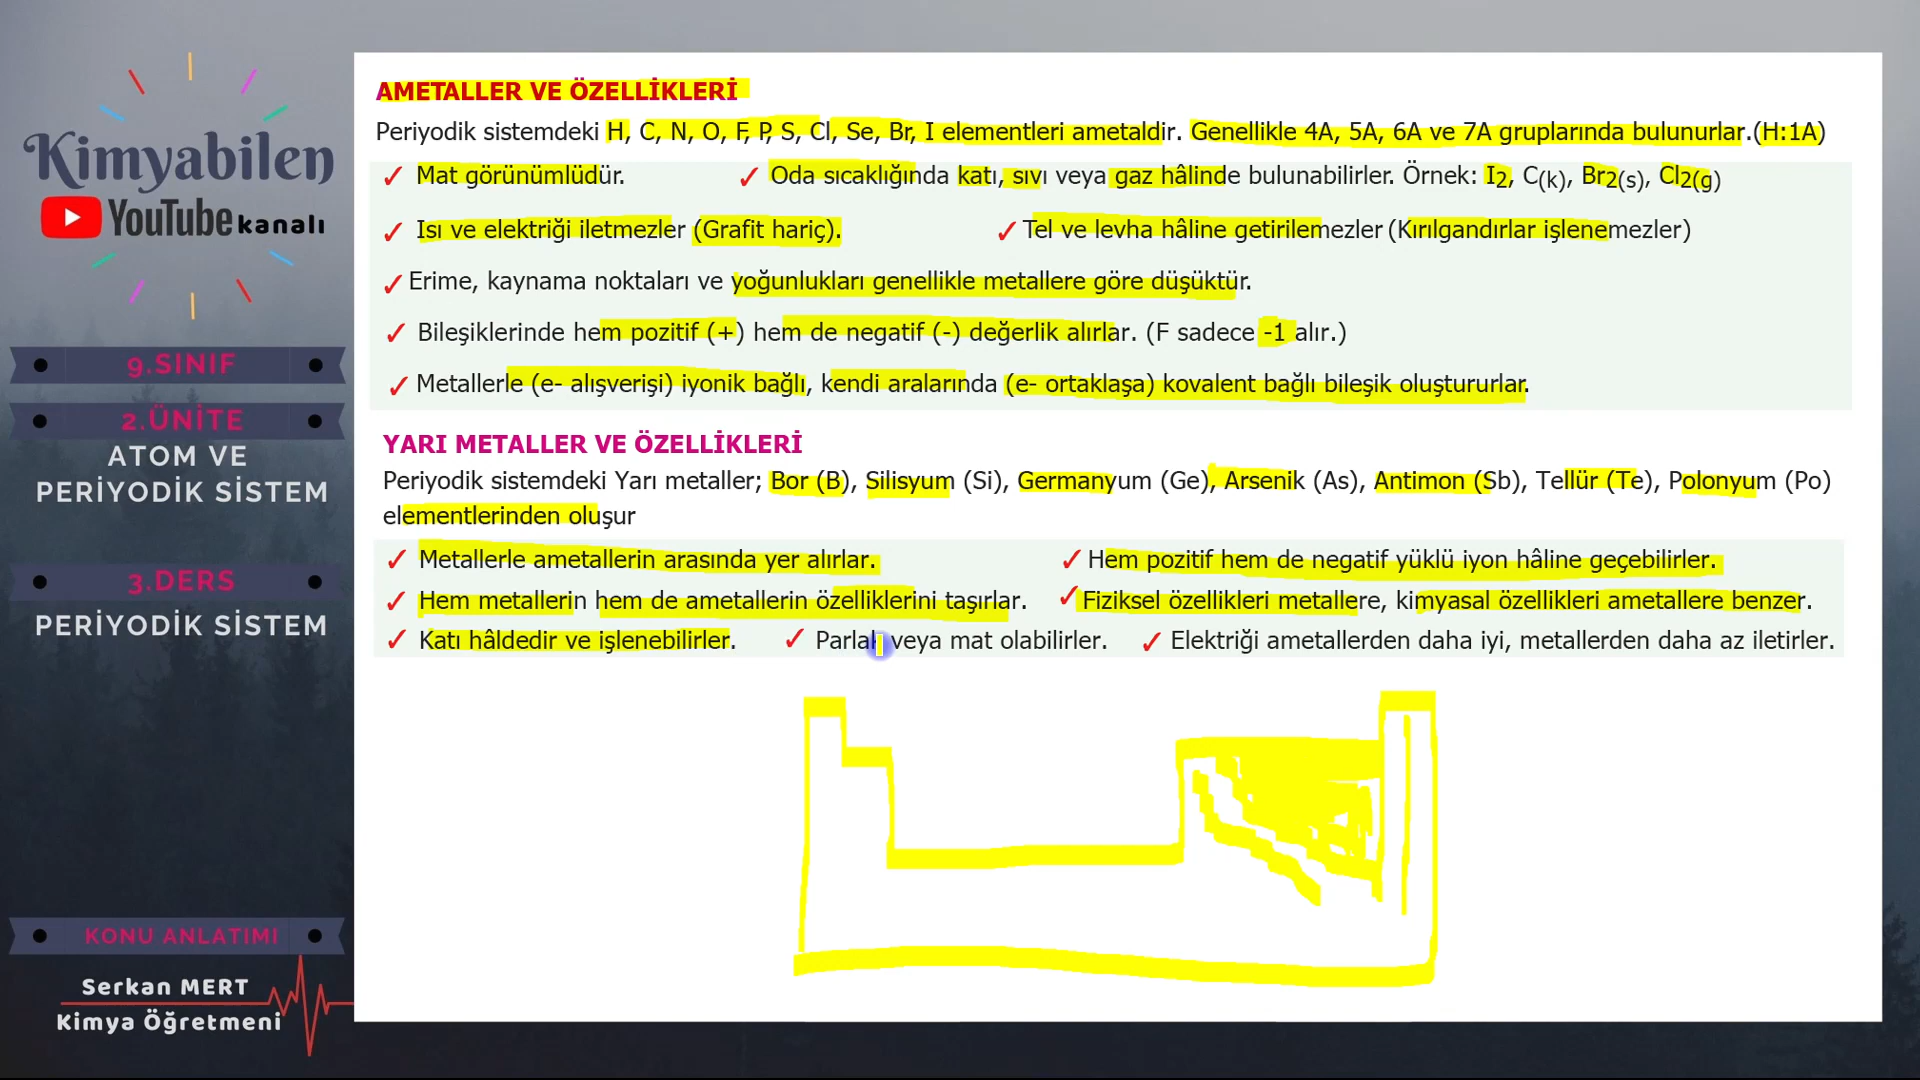 Kimyabilen
YouTube kanalı
9.SINIF
2.ÜNİTE
ATOM VE
PERİYODİK SİSTEM
3.DERS
PERİYODİK SİSTEM
KONU ANLATIMI
Serkan MERT
Kimya Öğretmeni
AMETALLER VE ÖZELLİKLERİ
Periyodik sistemdeki H, C, N, O, F, P, S, Cl, Se, Br, I elementleri ametaldir. Genellikle 4A, 5A, 6A ve 7A gruplarında bulunurlar.(H:1A)
✓ Mat görünümlüdür. ✓ Oda sıcaklığında katı, sıvı veya gaz hâlinde bulunabilirler. Örnek: I2, C(k), Br2(s), Cl2(g)
✓ Isı ve elektriği iletmezler (Grafit hariç). ✓ Tel ve levha hâline getirilemezler (Kırılgandırlar işlenemezler)
✓ Erime, kaynama noktaları ve yoğunlukları genellikle metallere göre düşüktür.
✓ Bileşiklerinde hem pozitif (+) hem de negatif (-) değerlik alırlar. (F sadece -1 alır.)
✓ Metallerle (e- alışverişi) iyonik bağlı, kendi aralarında (e- ortaklaşa) kovalent bağlı bileşik oluştururlar.
YARI METALLER VE ÖZELLİKLERİ
Periyodik sistemdeki Yarı metaller; Bor (B), Silisyum (Si), Germanyum (Ge), Arsenik (As), Antimon (Sb), Tellür (Te), Polonyum (Po)
elementlerinden oluşur
✓ Metallerle ametallerin arasında yer alırlar. ✓ Hem pozitif hem de negatif yüklü iyon hâline geçebilirler.
✓ Hem metallerin hem de ametallerin özelliklerini taşırlar. ✓ Fiziksel özellikleri metallere, kimyasal özellikleri ametallere benzer.
✓ Katı hâldedir ve işlenebilirler. ✓ Parlak veya mat olabilirler. ✓ Elektriği ametallerden daha iyi, metallerden daha az iletirler.